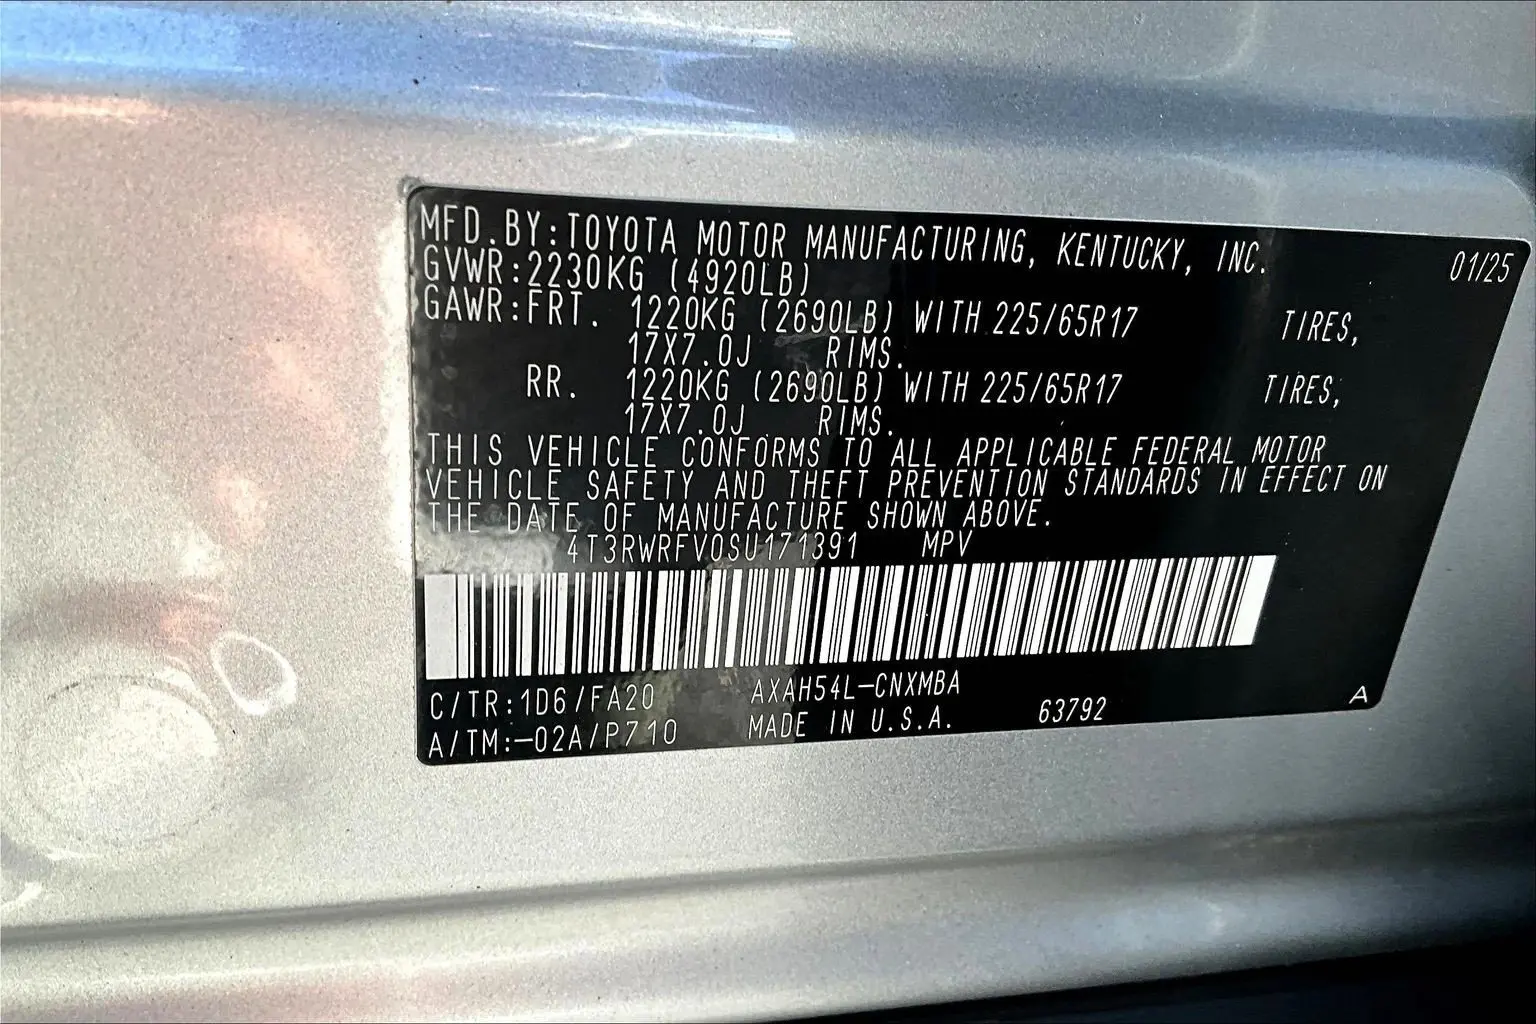 MFD.BY:TOYOTA MOTOR MANUFACTURING, KENTUCKY, INC. 01/25
GVWR:2230KG (4920LB)
GAWR:FRT. 1220KG (2690LB) WITH 225/65R17 TIRES,
17X7.0J RIMS.
RR. 1220KG (2690LB) WITH 225/65R17 TIRES,
17X7.0J RIMS.
THIS VEHICLE CONFORMS TO ALL APPLICABLE FEDERAL MOTOR
VEHICLE SAFETY AND THEFT PREVENTION STANDARDS IN EFFECT ON
THE DATE OF MANUFACTURE SHOWN ABOVE.
4T3RWRFV0SU171391 MPV
C/TR:1D6/FA20 AXAH54L-CNXMBA A
A/TM:-02A/P710 MADE IN U.S.A. 63792